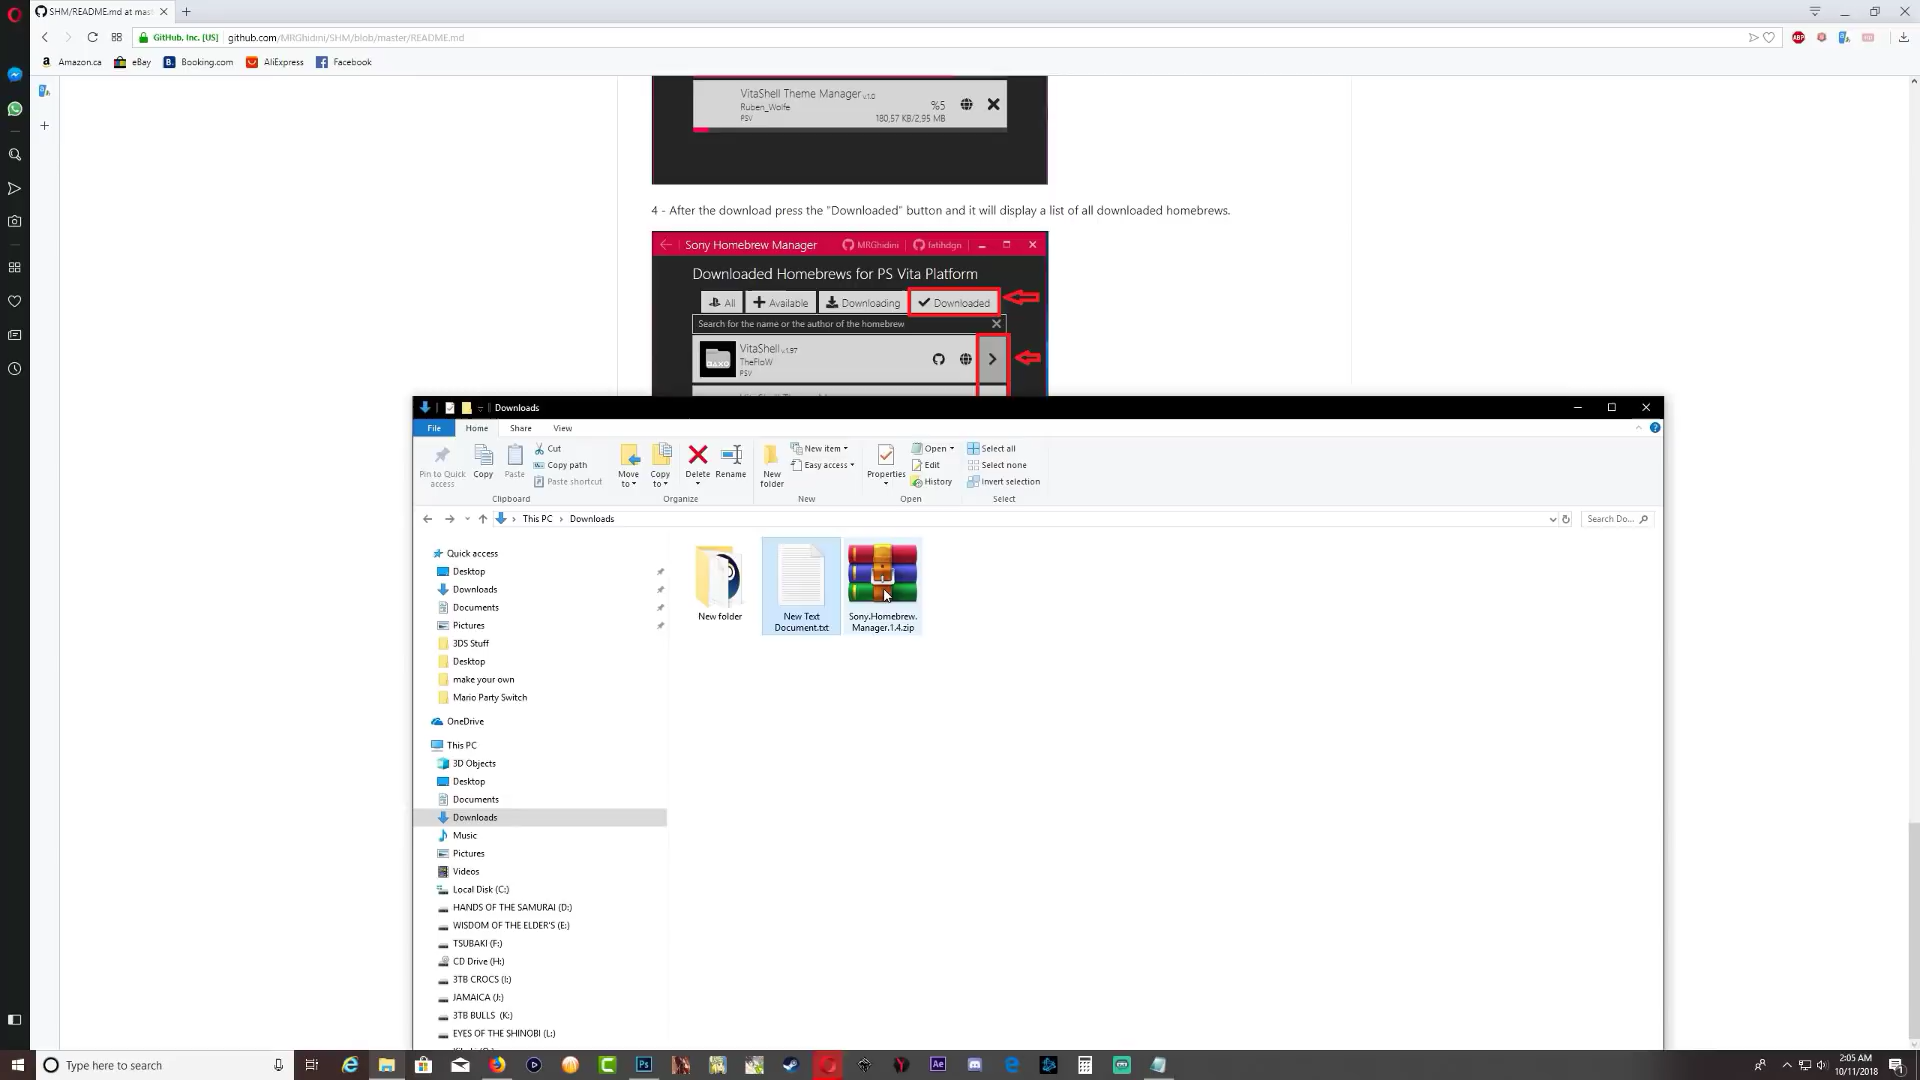 SHM/README.md at mast
GitHub, Inc. [US]
github.com/MRGhidini/SHM/blob/master/README.md
Amazon.ca
eBay
Booking.com
AliExpress
Facebook
VitaShell Theme Manager v.1.0
Ruben_Wolfe
PSV
%5
180,57 KB/2,95 MB
4 - After the download press the "Downloaded" button and it will display a list of all downloaded homebrews.
Sony Homebrew Manager
MRGhidini
fatihdgn
Downloaded Homebrews for PS Vita Platform
All
Available
Downloading
Downloaded
Search for the name or the author of the homebrew
VitaShell v.1.97
TheFloW
PSV
Downloads
File
Home
Share
View
Pin to Quick
access
Copy
Paste
Cut
Copy path
Paste shortcut
Clipboard
Move
to
Copy
to
Delete
Rename
Organize
New
folder
New item
Easy access
New
Properties
Open
Edit
History
Open
Select all
Select none
Invert selection
Select
This PC
Downloads
Search Do...
Quick access
Desktop
Downloads
Documents
Pictures
3DS Stuff
Desktop
make your own
Mario Party Switch
OneDrive
This PC
3D Objects
Desktop
Documents
Downloads
Music
Pictures
Videos
Local Disk (C:)
HANDS OF THE SAMURAI (D:)
WISDOM OF THE ELDER'S (E:)
TSUBAKI (F:)
CD Drive (H:)
3TB CROCS (I:)
JAMAICA (J:)
3TB BULLS (K:)
EYES OF THE SHINOBI (L:)
New folder
New Text
Document.txt
Sony.Homebrew.
Manager.1.4.zip
Type here to search
2:05 AM
10/11/2018